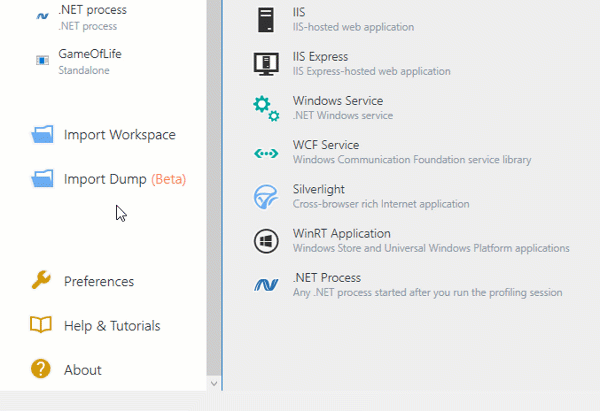 .NET process
.NET process
GameOfLife
Standalone
Import Workspace
Import Dump (Beta)
Preferences
Help & Tutorials
About
IIS
IIS-hosted web application
IIS Express
IIS Express-hosted web application
Windows Service
.NET Windows service
WCF Service
Windows Communication Foundation service library
Silverlight
Cross-browser rich Internet application
WinRT Application
Windows Store and Universal Windows Platform applications
.NET Process
Any .NET process started after you run the profiling session